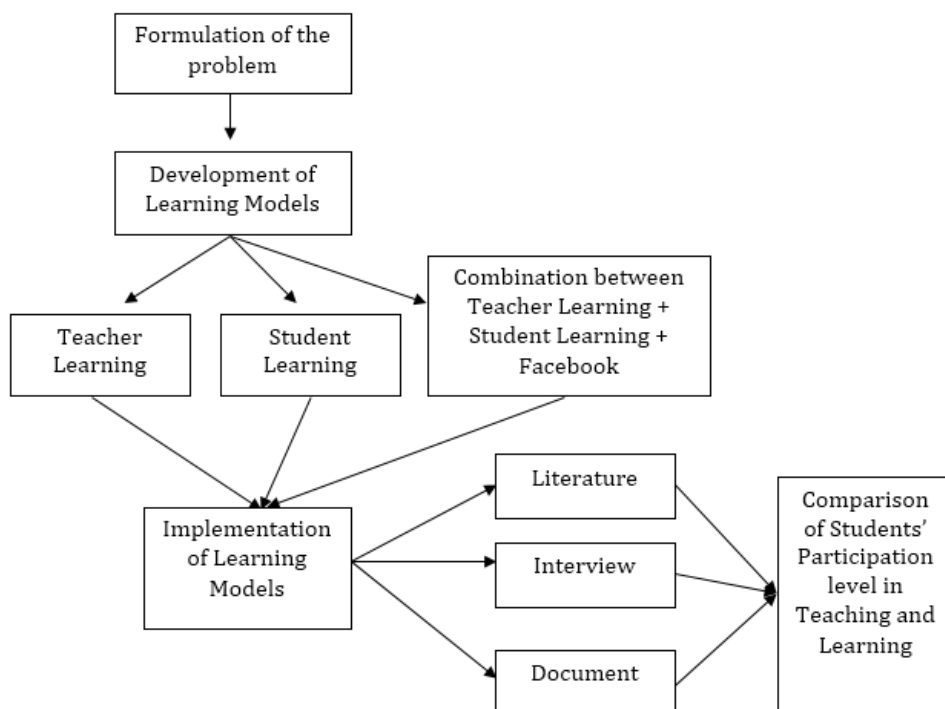 Formulation of the
problem
Development of
Learning Models
Teacher
Learning
Student
Learning
Combination between
Teacher Learning +
Student Learning +
Facebook
Implementation
of Learning
Models
Literature
Interview
Document
Comparison
of Students’
Participation
level in
Teaching and
Learning